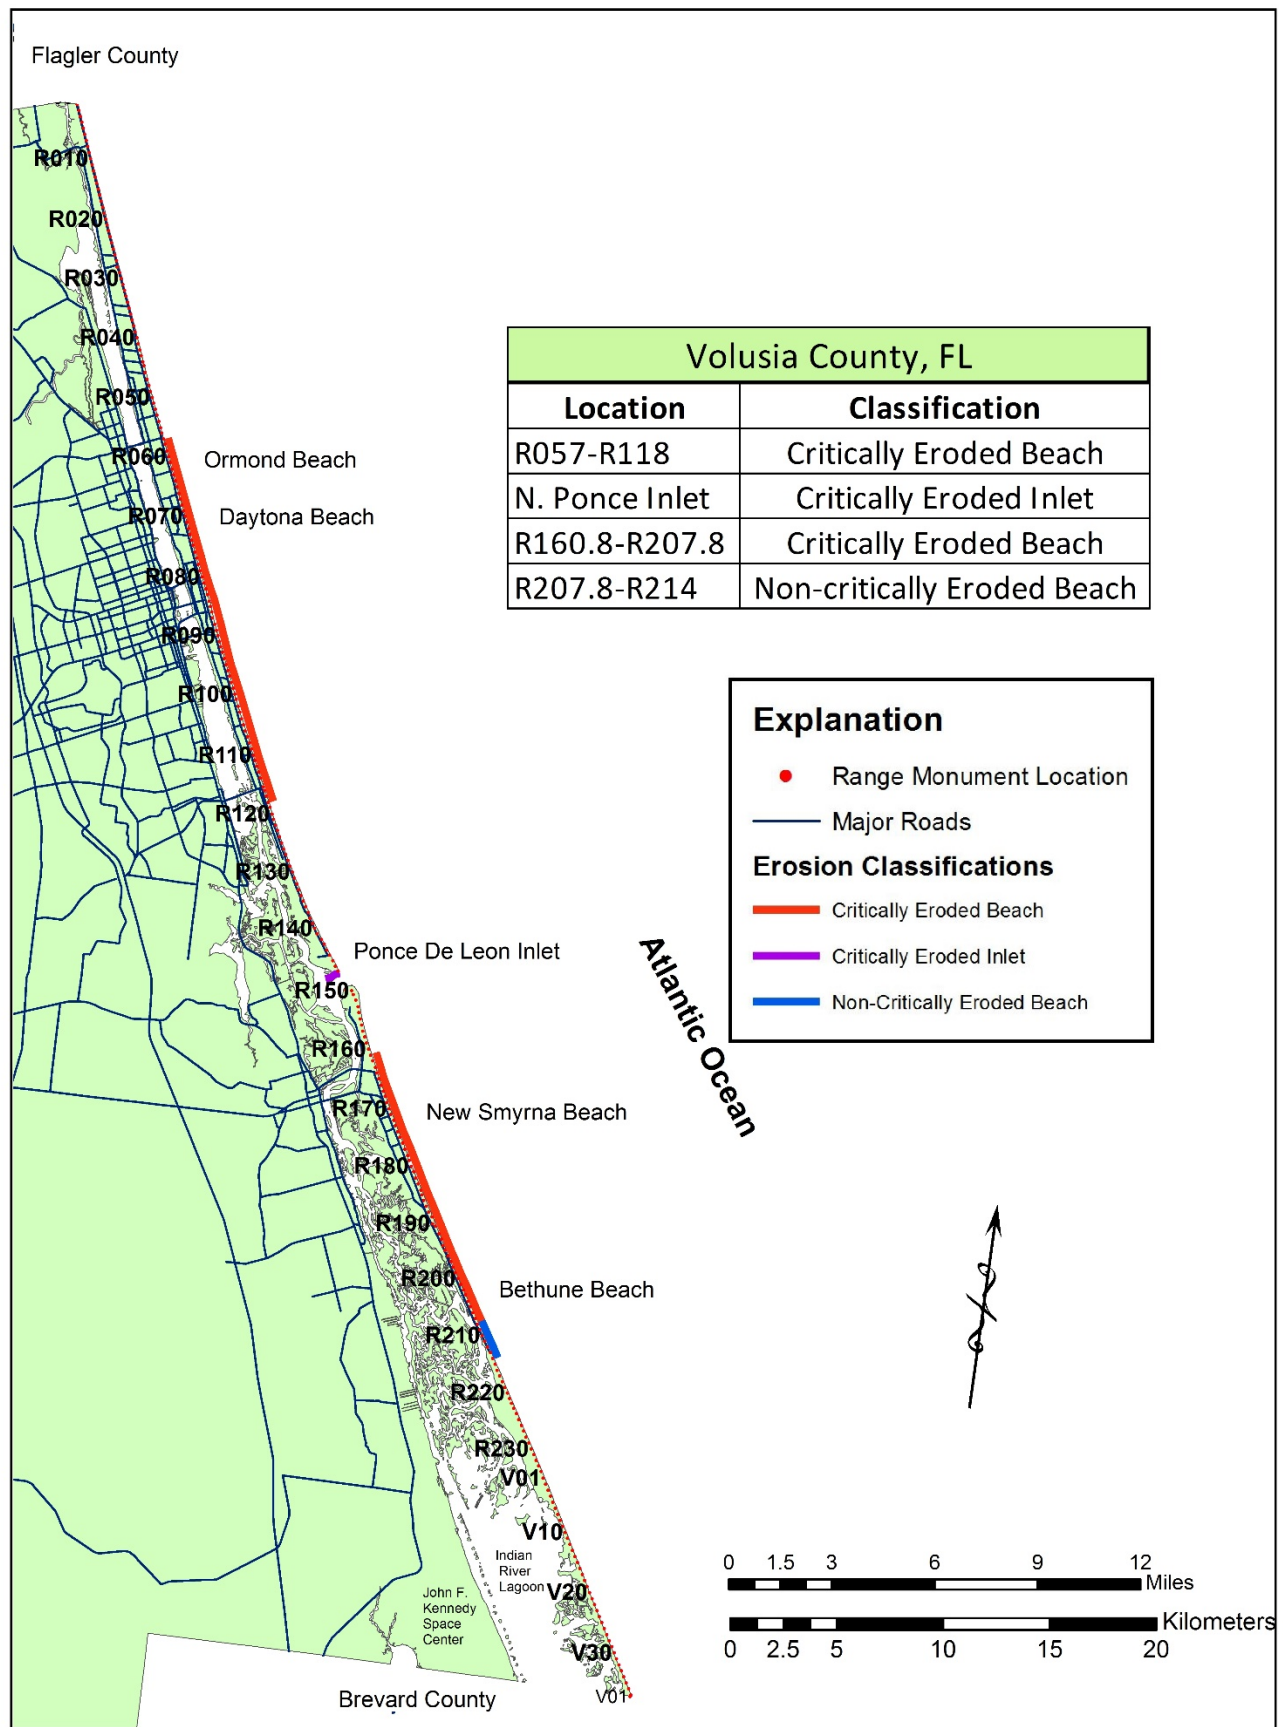 Flagler County
R010
R020
R030
R040
R050
R060
Ormond Beach
R070
Daytona Beach
R080
R090
R100
R110
R120
R130
R140
Ponce De Leon Inlet
R150
R160
R170
New Smyrna Beach
R180
R190
R200
Bethune Beach
R210
R220
R230
V01
V10
Indian
River
Lagoon
V20
John F.
Kennedy
Space
Center
V30
V01
Brevard County
Volusia County, FL
Location Classification
R057-R118 Critically Eroded Beach
N. Ponce Inlet Critically Eroded Inlet
R160.8-R207.8 Critically Eroded Beach
R207.8-R214 Non-critically Eroded Beach
Explanation
Range Monument Location
Major Roads
Erosion Classifications
Critically Eroded Beach
Critically Eroded Inlet
Non-Critically Eroded Beach
Atlantic Ocean
0 1.5 3 6 9 12
Miles
Kilometers
0 2.5 5 10 15 20